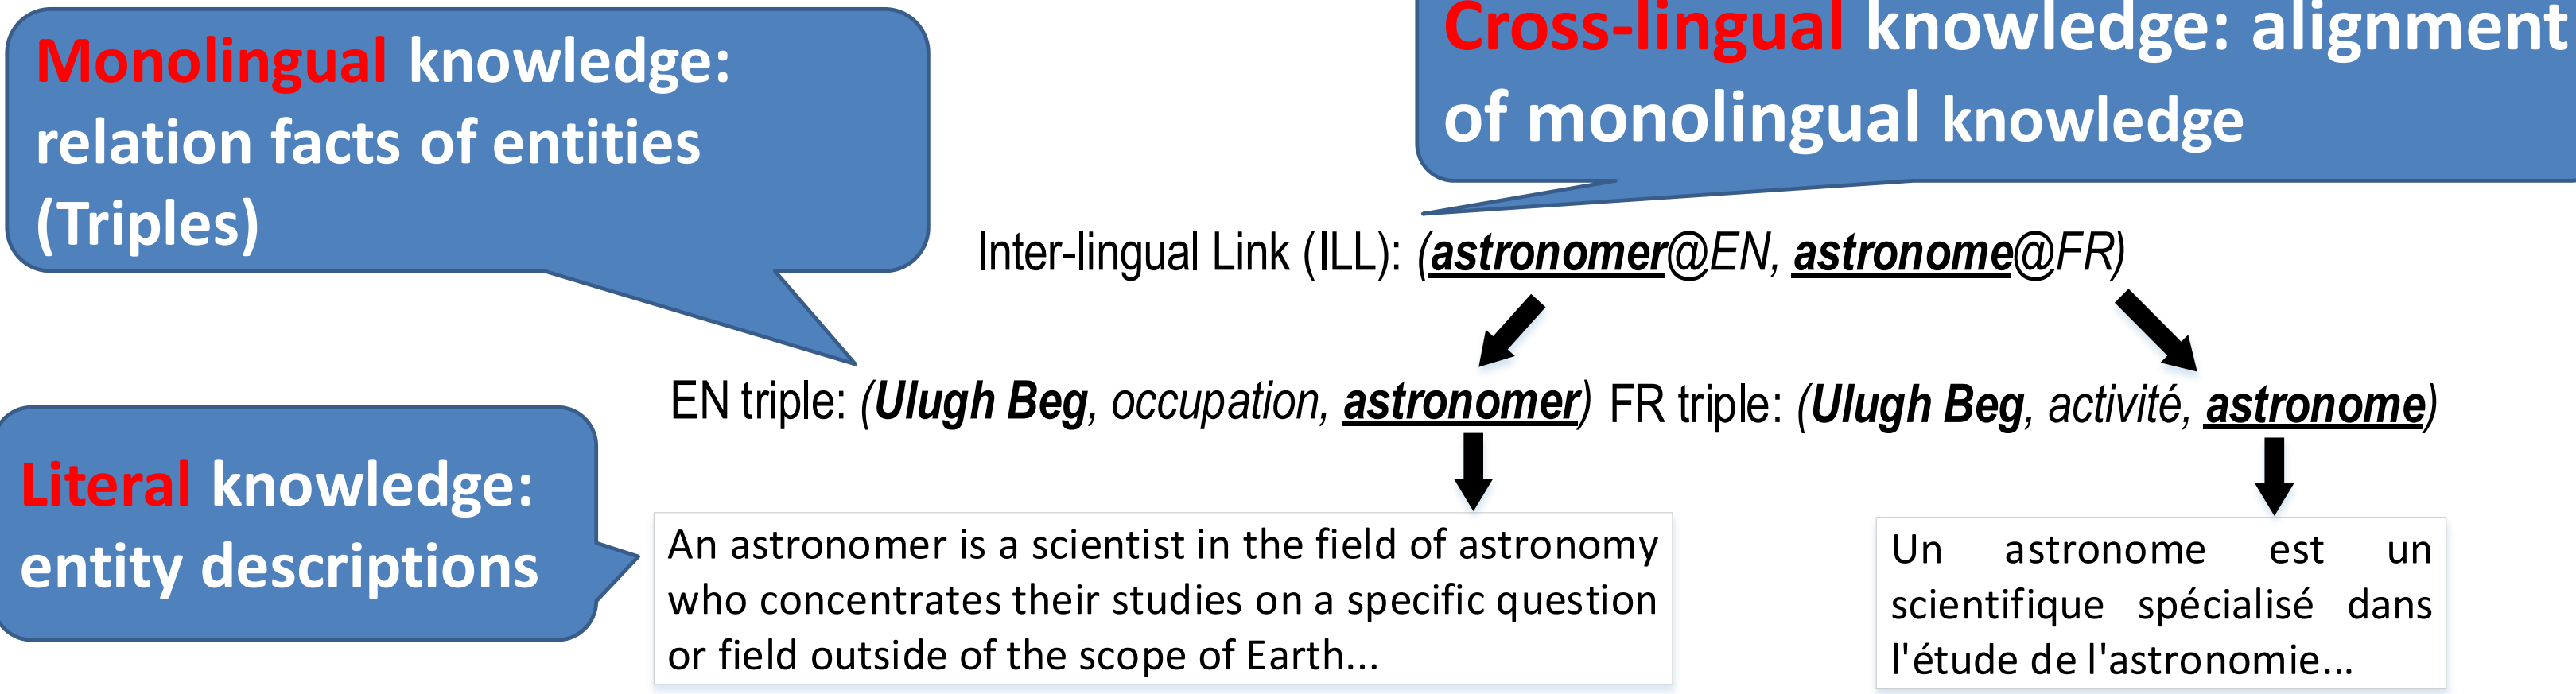 Monolingual knowledge:
relation facts of entities
(Triples)
Cross-lingual knowledge: alignment
of monolingual knowledge
Inter-lingual Link (ILL): (astronomer@EN, astronome@FR)
EN triple: (Ulugh Beg, occupation, astronomer) FR triple: (Ulugh Beg, activité, astronome)
Literal knowledge:
entity descriptions
An astronomer is a scientist in the field of astronomy
who concentrates their studies on a specific question
or field outside of the scope of Earth...
Un astronome est un
scientifique spécialisé dans
l'étude de l'astronomie...